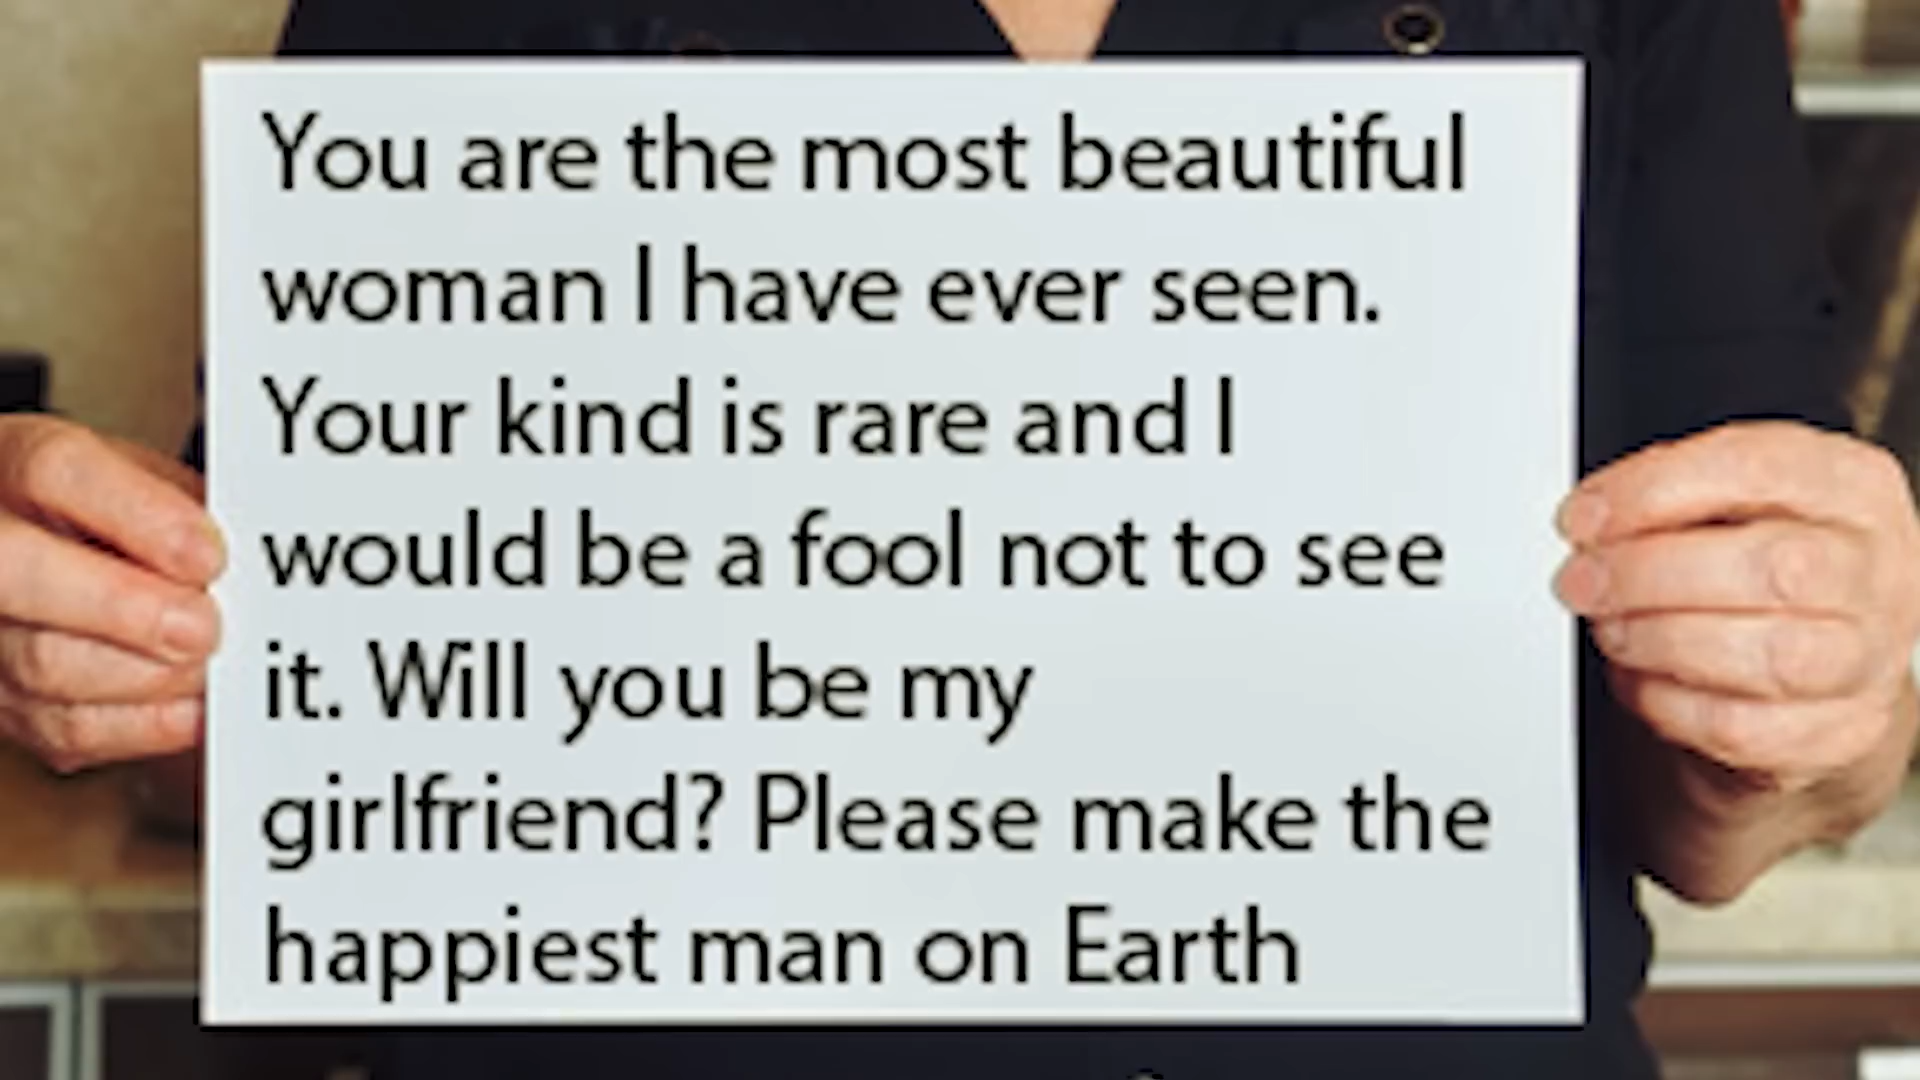 You are the most beautiful
woman I have ever seen.
Your kind is rare and I
would be a fool not to see
it. Will you be my
girlfriend? Please make the
happiest man on Earth